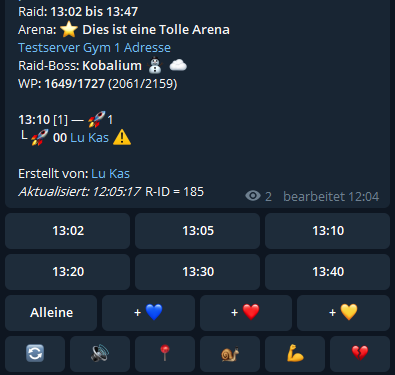 Raid: 13:02 bis 13:47
Arena: ⭐ Dies ist eine Tolle Arena
Testserver Gym 1 Adresse
Raid-Boss: Kobalium ⛄ ☁️
WP: 1649/1727 (2061/2159)
13:10 [1] — 🚀 1
└ 🚀 00 Lu Kas ⚠️
Erstellt von: Lu Kas
Aktualisiert: 12:05:17 R-ID = 185
2 bearbeitet 12:04
13:02 13:05 13:10
13:20 13:30 13:40
Alleine + 💙 + ❤️ + 💛